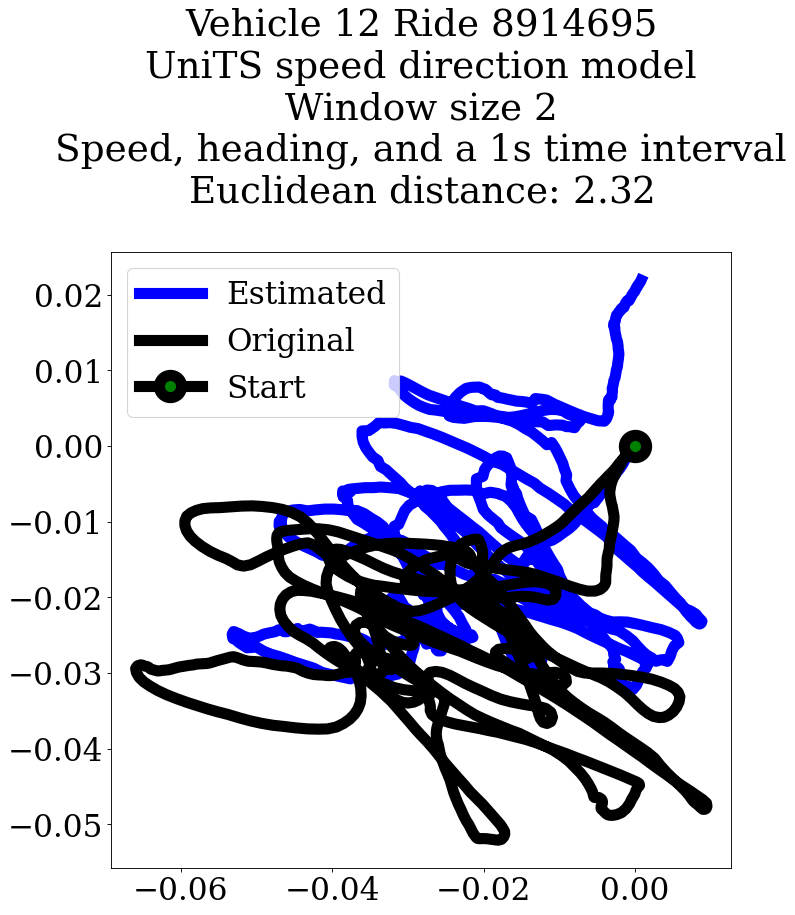 Vehicle 12 Ride 8914695
UniTS speed direction model
Window size 2
Speed, heading, and a 1s time interval
Euclidean distance: 2.32
Estimated
Original
Start
0.02
0.01
0.00
−0.01
−0.02
−0.03
−0.04
−0.05
−0.06
−0.04
−0.02
0.00